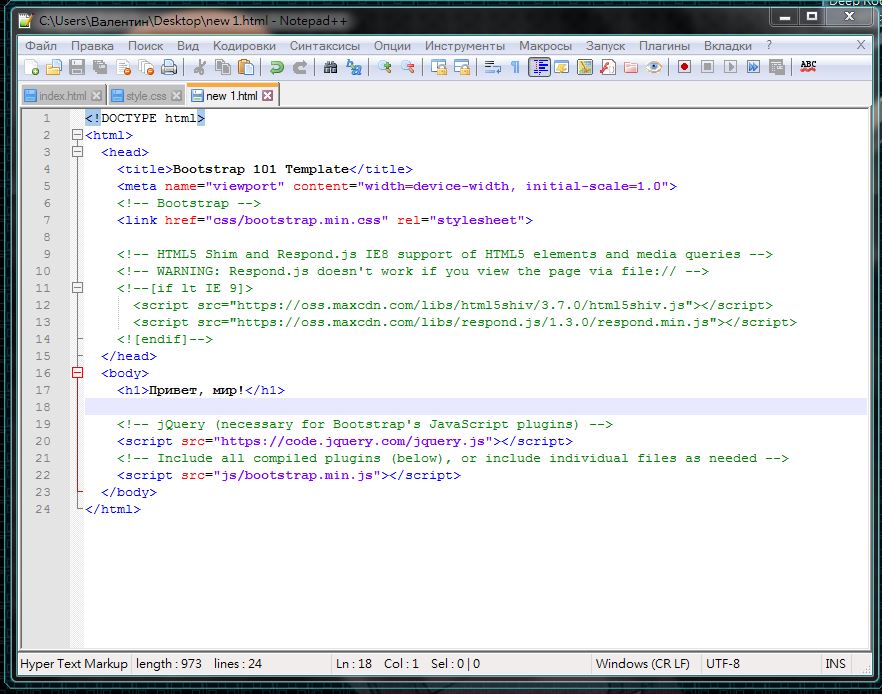 Deep Ro
C:\Users\Валентин\Desktop\new 1.html - Notepad++
Файл Правка Поиск Вид Кодировки Синтаксисы Опции Инструменты Макросы Запуск Плагины Вкладки ? X
ABC
index.html style.css new 1.html
1 <!DOCTYPE html>
2 <html>
3 <head>
4 <title>Bootstrap 101 Template</title>
5 <meta name="viewport" content="width=device-width, initial-scale=1.0">
6 <!-- Bootstrap -->
7 <link href="css/bootstrap.min.css" rel="stylesheet">
8
9 <!-- HTML5 Shim and Respond.js IE8 support of HTML5 elements and media queries -->
10 <!-- WARNING: Respond.js doesn't work if you view the page via file:// -->
11 <!--[if lt IE 9]>
12 <script src="https://oss.maxcdn.com/libs/html5shiv/3.7.0/html5shiv.js"></script>
13 <script src="https://oss.maxcdn.com/libs/respond.js/1.3.0/respond.min.js"></script>
14 <![endif]-->
15 </head>
16 <body>
17 <h1>Привет, мир!</h1>
18
19 <!-- jQuery (necessary for Bootstrap's JavaScript plugins) -->
20 <script src="https://code.jquery.com/jquery.js"></script>
21 <!-- Include all compiled plugins (below), or include individual files as needed -->
22 <script src="js/bootstrap.min.js"></script>
23 </body>
24 </html>
Hyper Text Markup length : 973 lines : 24 Ln : 18 Col : 1 Sel : 0 | 0 Windows (CR LF) UTF-8 INS